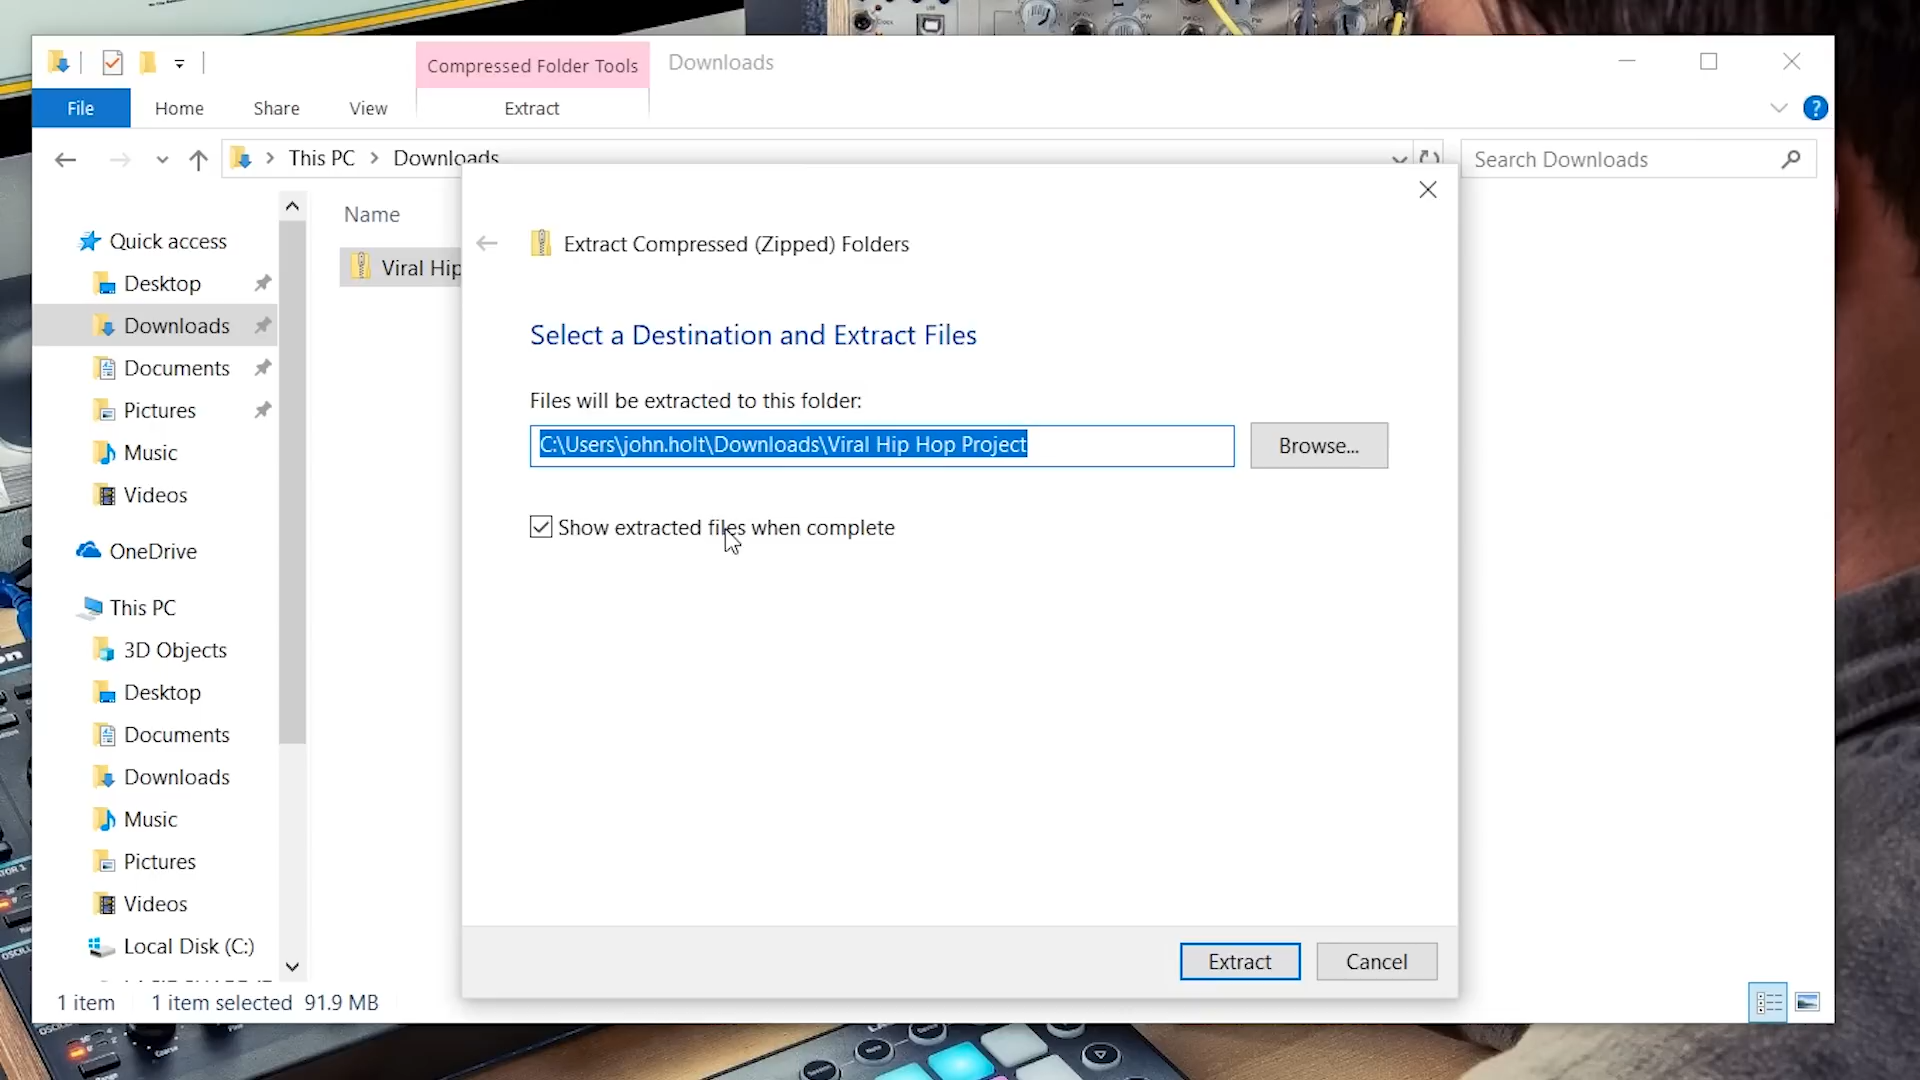 Compressed Folder Tools
Downloads
File
Home
Share
View
Extract
This PC
Downloads
Search Downloads
Name
Viral Hip
Quick access
Desktop
Downloads
Documents
Pictures
Music
Videos
OneDrive
This PC
3D Objects
Desktop
Documents
Downloads
Music
Pictures
Videos
Local Disk (C:)
1 item
1 item selected 91.9 MB
Extract Compressed (Zipped) Folders
Select a Destination and Extract Files
Files will be extracted to this folder:
C:\Users\john.holt\Downloads\Viral Hip Hop Project
Browse...
Show extracted files when complete
Extract
Cancel